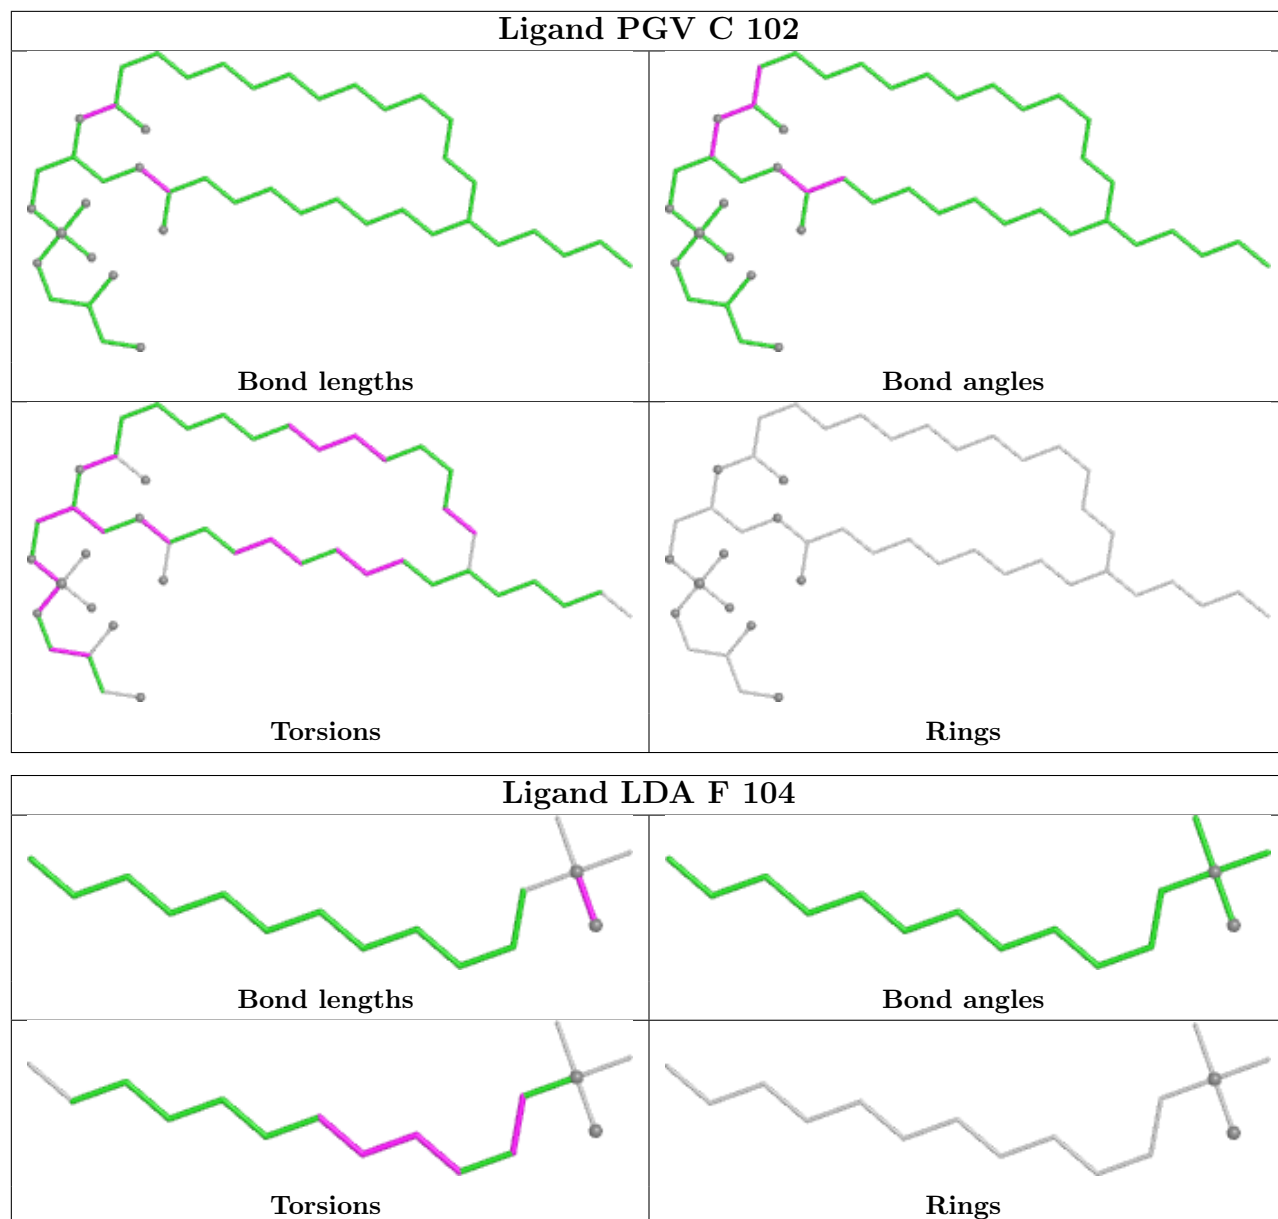 Ligand PGV C 102
Bond lengths
Bond angles
Torsions
Rings
Ligand LDA F 104
Bond lengths
Bond angles
Torsions
Rings